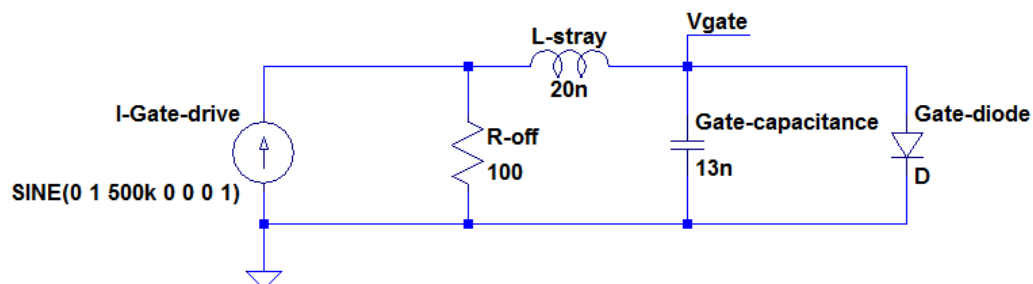 Vgate
L-stray
20n
I-Gate-drive
SINE(0 1 500k 0 0 0 1)
R-off
100
Gate-capacitance
13n
Gate-diode
D